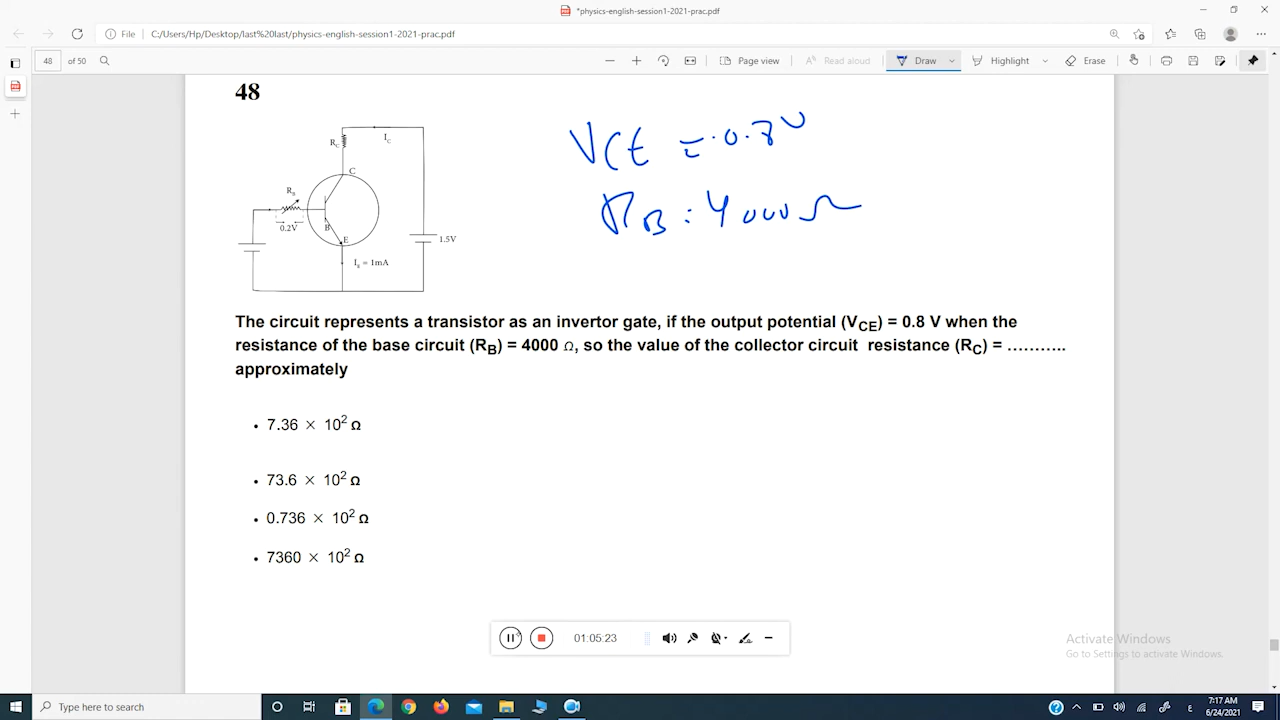 *physics-english-session1-2021-prac.pdf
File C:/Users/Hp/Desktop/last%20last/physics-english-session1-2021-prac.pdf
48 of 50 Page view Read aloud Draw Highlight Erase
48
VCE = 0.8V
RB : 4000Ω
IC
RC
C
RB
0.2V
B
E
1.5V
IE = 1mA
The circuit represents a transistor as an invertor gate, if the output potential (VCE) = 0.8 V when the
resistance of the base circuit (RB) = 4000 Ω, so the value of the collector circuit resistance (RC) = ………..
approximately
• 7.36 × 10² Ω
• 73.6 × 10² Ω
• 0.736 × 10² Ω
• 7360 × 10² Ω
01:05:23
Activate Windows
Go to Settings to activate Windows.
Type here to search
ع
7:17 AM
6/24/2021